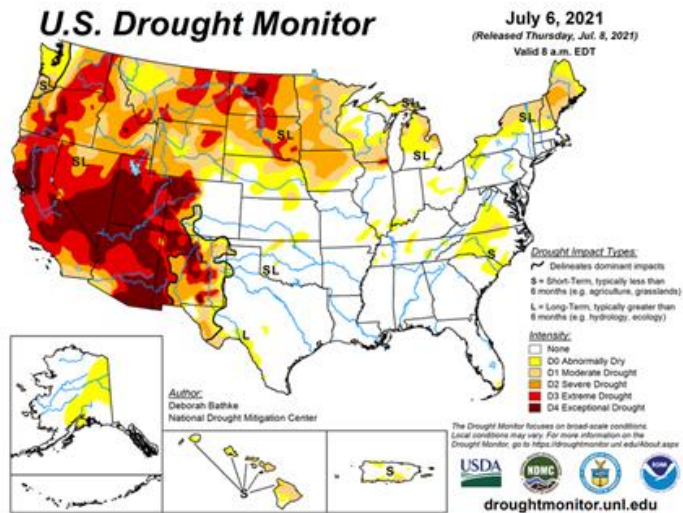 U.S. Drought Monitor
July 6, 2021
(Released Thursday, Jul. 8, 2021)
Valid 8 a.m. EDT
S
SL
SL
SL
SL
SL
SL
S
SL
L
L
Drought Impact Types:
Delineates dominant impacts
S = Short-Term, typically less than
6 months (e.g. agriculture, grasslands)
L = Long-Term, typically greater than
6 months (e.g. hydrology, ecology)
Intensity:
None
D0 Abnormally Dry
D1 Moderate Drought
D2 Severe Drought
D3 Extreme Drought
D4 Exceptional Drought
Author:
Deborah Bathke
National Drought Mitigation Center
The Drought Monitor focuses on broad-scale conditions.
Local conditions may vary. For more information on the
Drought Monitor, go to https://droughtmonitor.unl.edu/About.aspx
S
S
USDA
NDMC
droughtmonitor.unl.edu